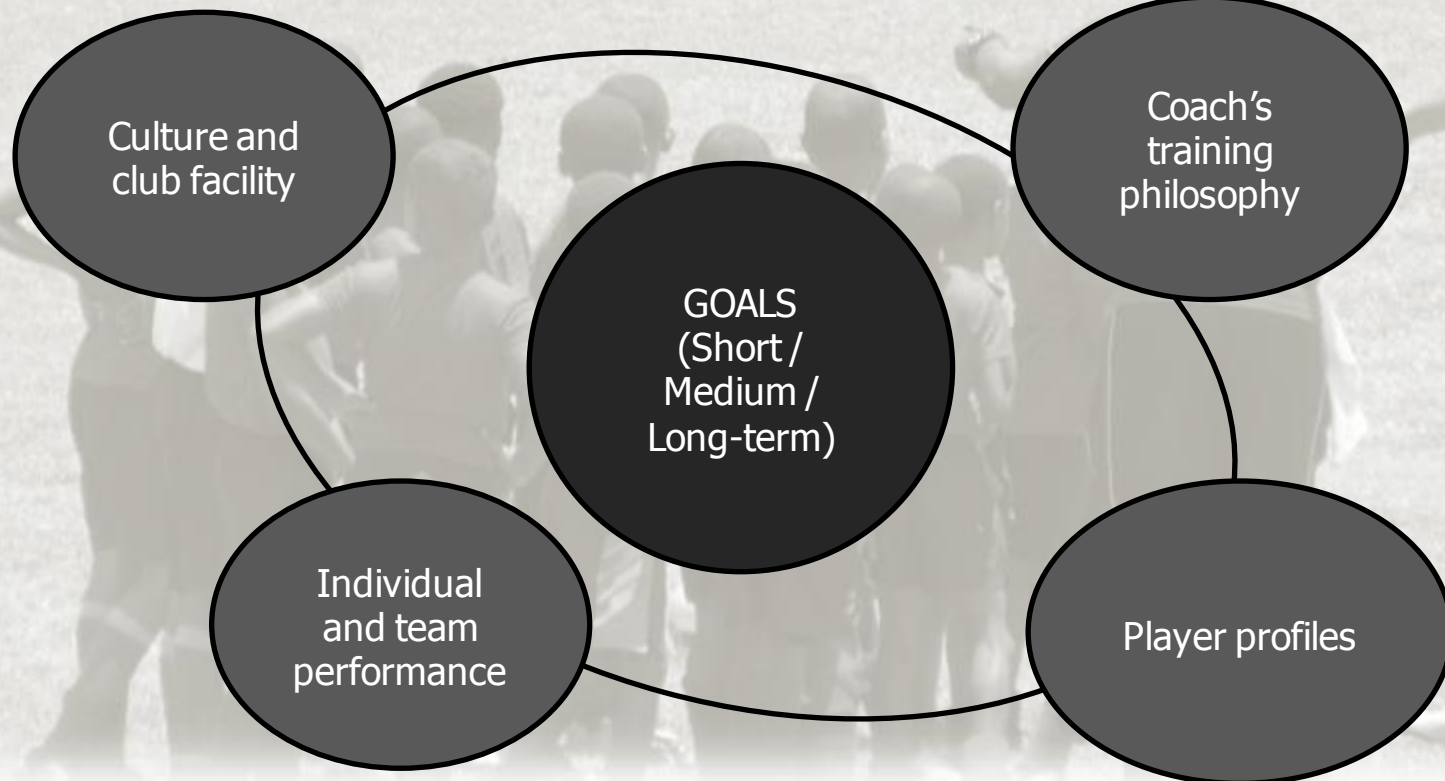 Culture and
club facility
Coach's
training
philosophy
GOALS
(Short /
Medium /
Long-term)
Individual
and team
performance
Player profiles